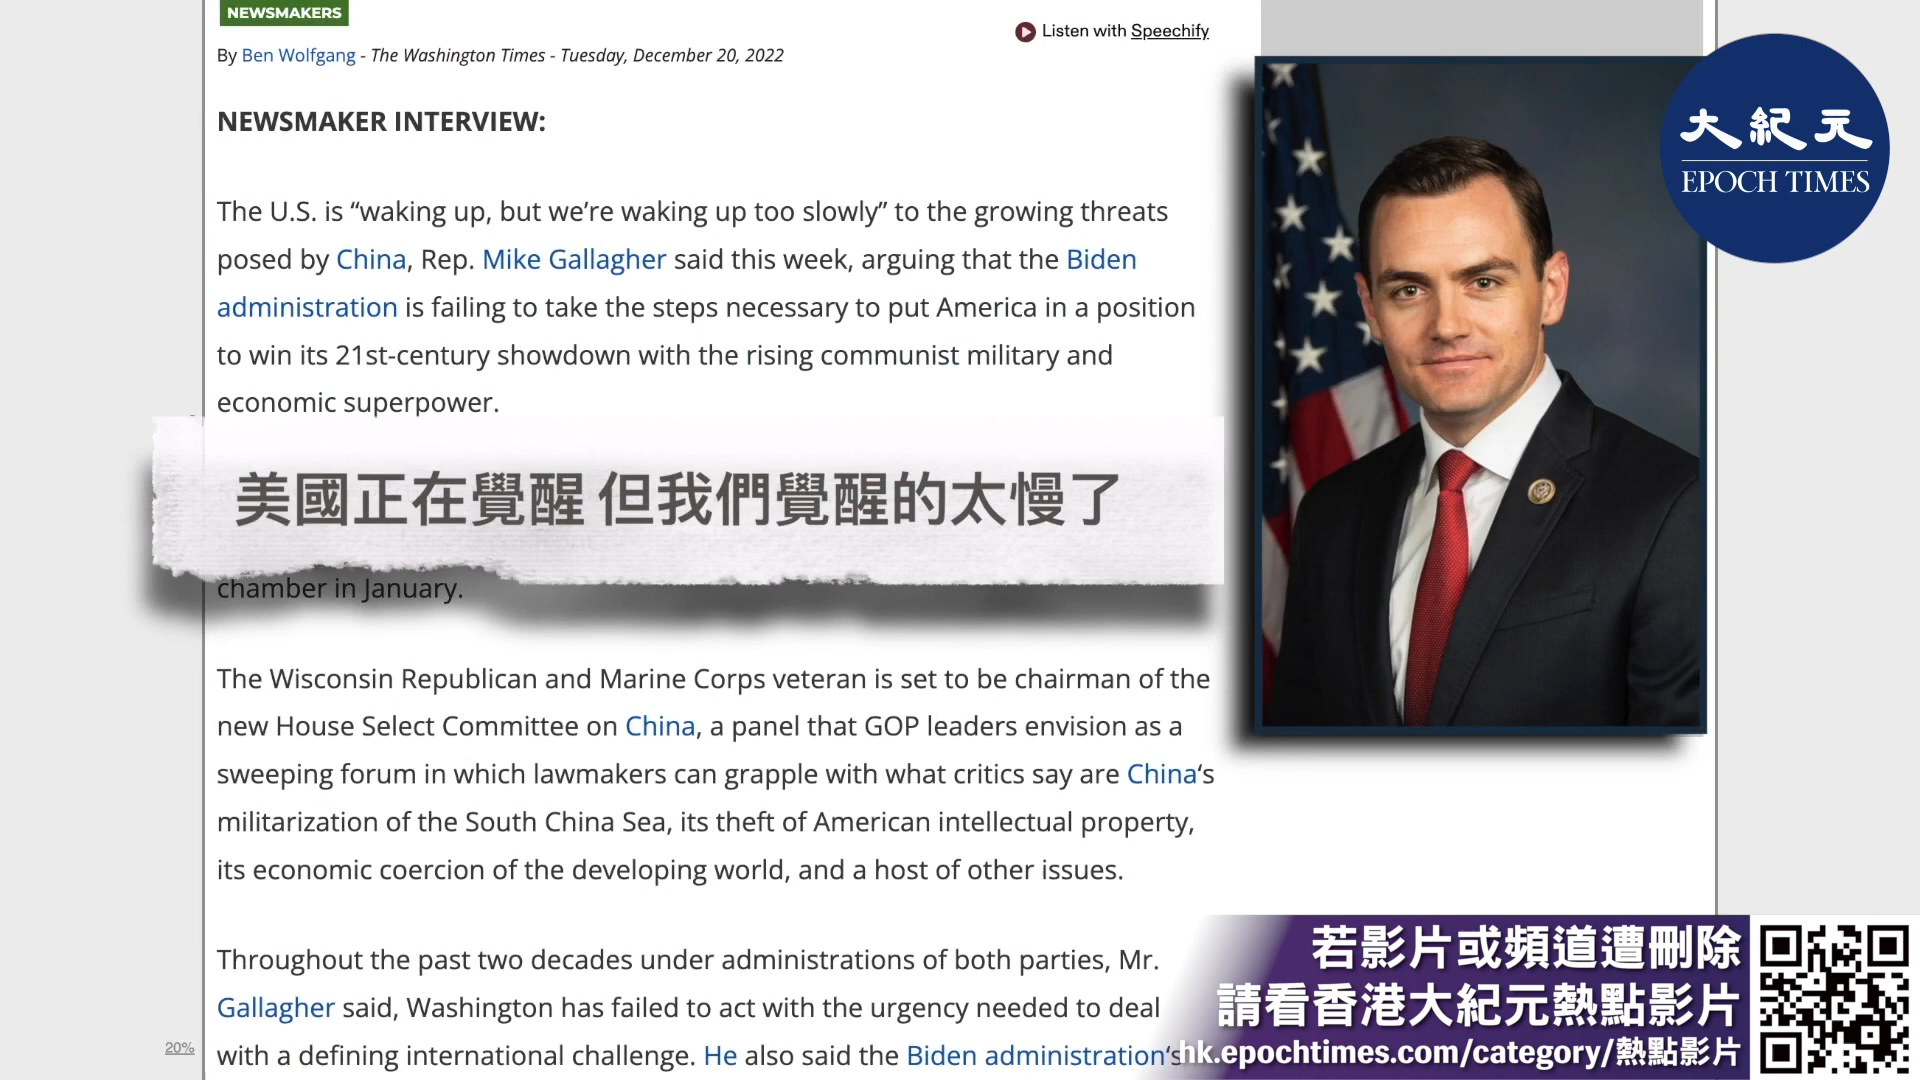 NEWSMAKERS
Listen with Speechify
By Ben Wolfgang - The Washington Times - Tuesday, December 20, 2022
大紀元
EPOCH TIMES
NEWSMAKER INTERVIEW:
The U.S. is “waking up, but we’re waking up too slowly” to the growing threats
posed by China, Rep. Mike Gallagher said this week, arguing that the Biden
administration is failing to take the steps necessary to put America in a position
to win its 21st-century showdown with the rising communist military and
economic superpower.
美國正在覺醒 但我們覺醒的太慢了
chamber in January.
The Wisconsin Republican and Marine Corps veteran is set to be chairman of the
new House Select Committee on China, a panel that GOP leaders envision as a
sweeping forum in which lawmakers can grapple with what critics say are China‘s
militarization of the South China Sea, its theft of American intellectual property,
its economic coercion of the developing world, and a host of other issues.
Throughout the past two decades under administrations of both parties, Mr.
Gallagher said, Washington has failed to act with the urgency needed to deal
with a defining international challenge. He also said the Biden administration‘s
20%
若影片或頻道遭刪除
請看香港大紀元熱點影片
hk.epochtimes.com/category/熱點影片